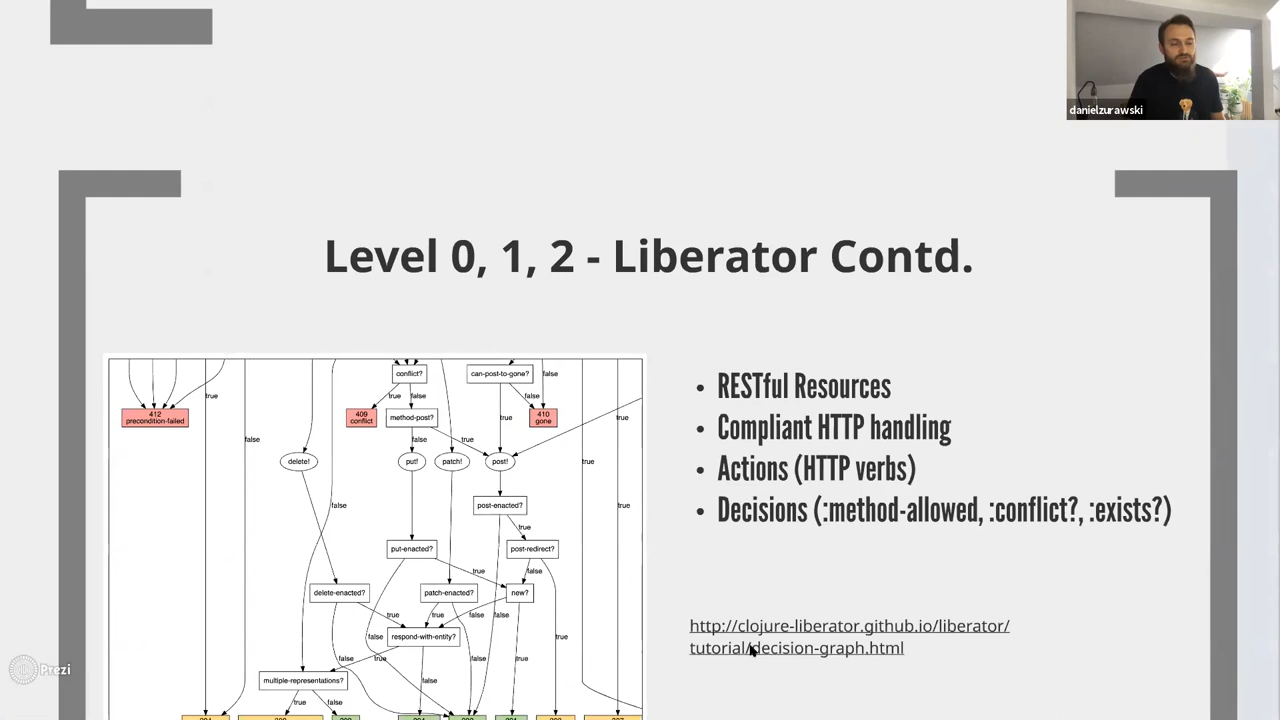 danielzurawski
Level 0, 1, 2 - Liberator Contd.
conflict?
can-post-to-gone?
false
true
true
false
false
412
precondition-failed
409
conflict
method-post?
410
gone
true
false
false
true
true
true
delete!
put!
patch!
post!
true
false
post-enacted?
true
true
put-enacted?
post-redirect?
true
false
delete-enacted?
patch-enacted?
new?
true
true
false
false
false
respond-with-entity?
true
false
true
true
multiple-representations?
false
true
false
RESTful Resources
Compliant HTTP handling
Actions (HTTP verbs)
Decisions (:method-allowed, :conflict?, :exists?)
http://clojure-liberator.github.io/liberator/
tutorial/decision-graph.html
Prezi